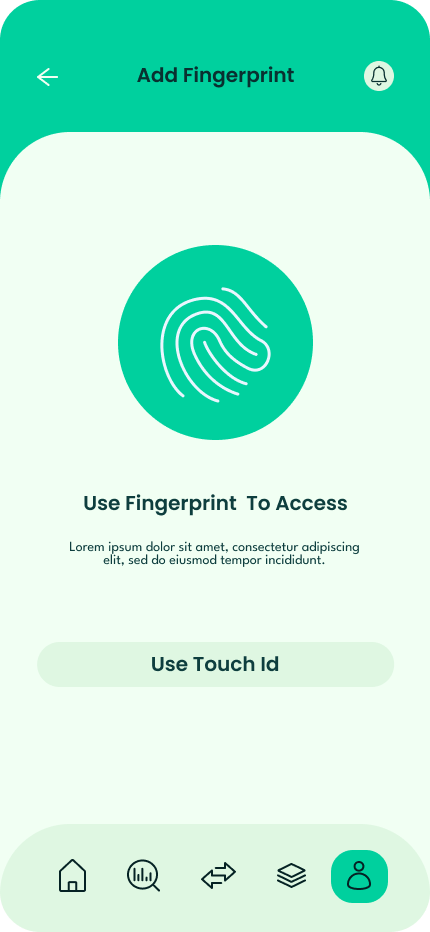 Add Fingerprint
Use Fingerprint  To Access
Lorem ipsum dolor sit amet, consectetur adipiscing
elit, sed do eiusmod tempor incididunt.
Use Touch Id